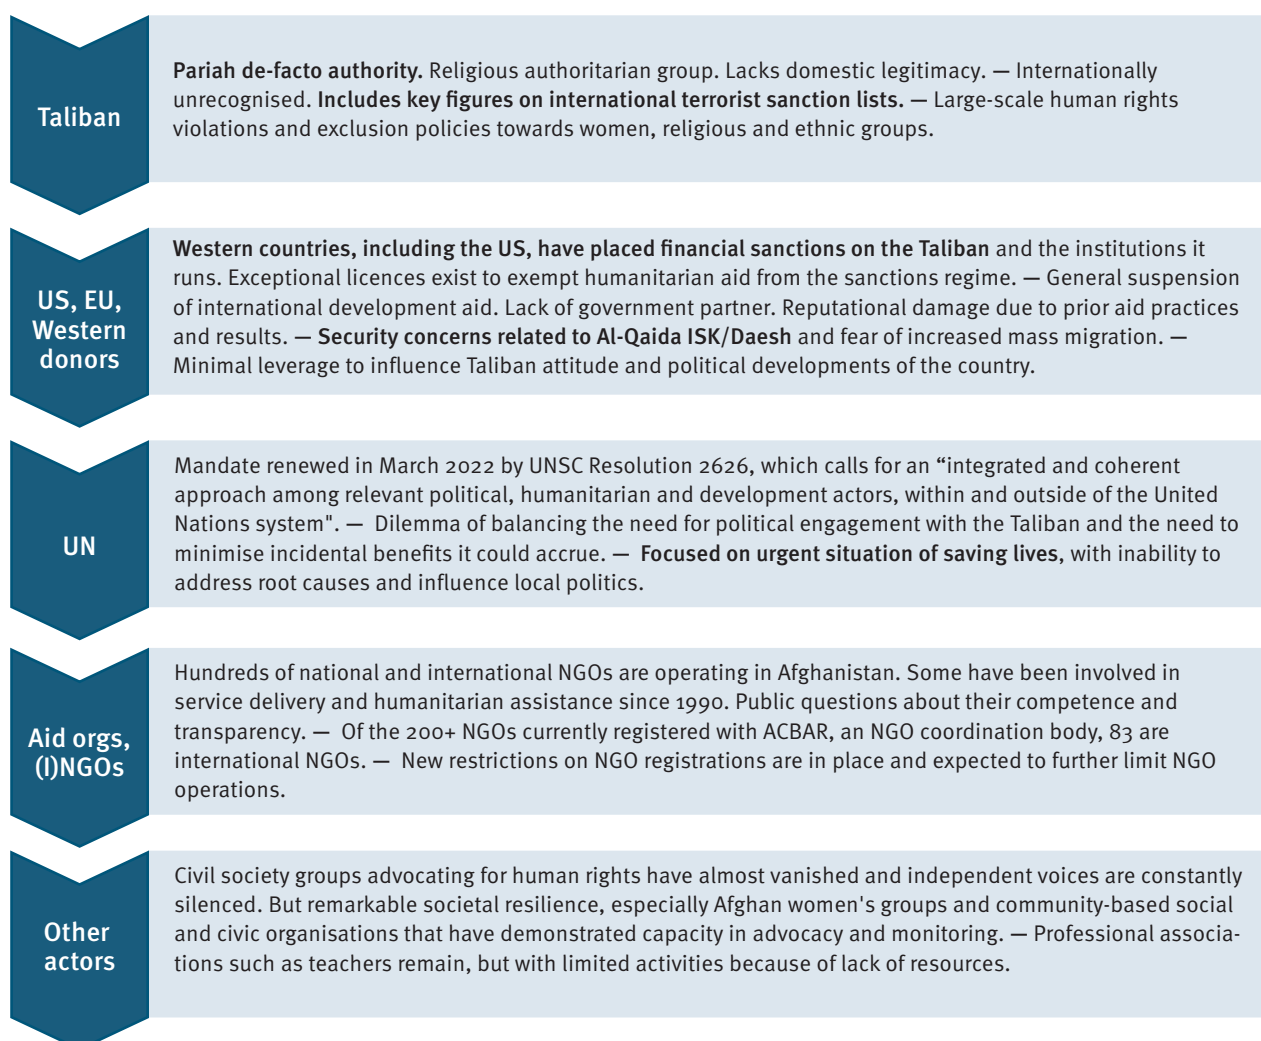 Taliban
Pariah de-facto authority. Religious authoritarian group. Lacks domestic legitimacy. — Internationally
unrecognised. Includes key figures on international terrorist sanction lists. — Large-scale human rights
violations and exclusion policies towards women, religious and ethnic groups.
US, EU,
Western
donors
Western countries, including the US, have placed financial sanctions on the Taliban and the institutions it
runs. Exceptional licences exist to exempt humanitarian aid from the sanctions regime. — General suspension
of international development aid. Lack of government partner. Reputational damage due to prior aid practices
and results. — Security concerns related to Al-Qaida ISK/Daesh and fear of increased mass migration. —
Minimal leverage to influence Taliban attitude and political developments of the country.
UN
Mandate renewed in March 2022 by UNSC Resolution 2626, which calls for an “integrated and coherent
approach among relevant political, humanitarian and development actors, within and outside of the United
Nations system". — Dilemma of balancing the need for political engagement with the Taliban and the need to
minimise incidental benefits it could accrue. — Focused on urgent situation of saving lives, with inability to
address root causes and influence local politics.
Aid orgs,
(I)NGOs
Hundreds of national and international NGOs are operating in Afghanistan. Some have been involved in
service delivery and humanitarian assistance since 1990. Public questions about their competence and
transparency. — Of the 200+ NGOs currently registered with ACBAR, an NGO coordination body, 83 are
international NGOs. — New restrictions on NGO registrations are in place and expected to further limit NGO
operations.
Other
actors
Civil society groups advocating for human rights have almost vanished and independent voices are constantly
silenced. But remarkable societal resilience, especially Afghan women's groups and community-based social
and civic organisations that have demonstrated capacity in advocacy and monitoring. — Professional associa-
tions such as teachers remain, but with limited activities because of lack of resources.